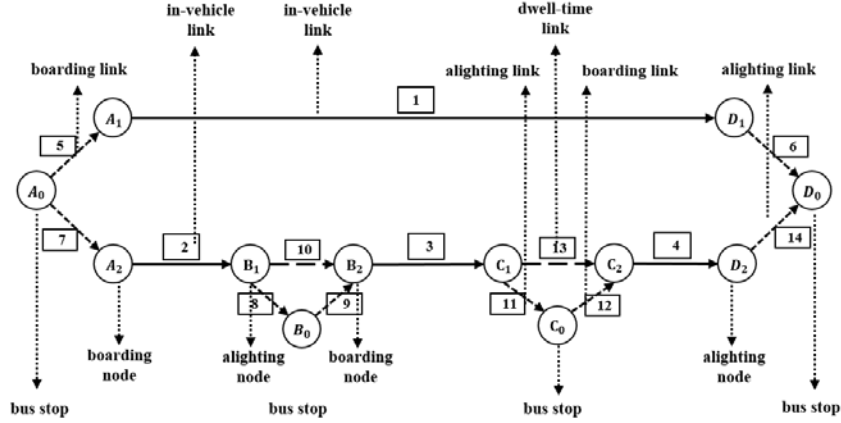 in-vehicle
link
in-vehicle
link
dwell-time
link
boarding link
alighting link
boarding link
alighting link
1
A₁
D₁
5
6
A₀
D₀
7
2
10
3
13
4
14
A₂
B₁
B₂
C₁
C₂
D₂
8
9
11
12
B₀
C₀
boarding
node
alighting
node
boarding
node
alighting
node
bus stop
bus stop
bus stop
bus stop